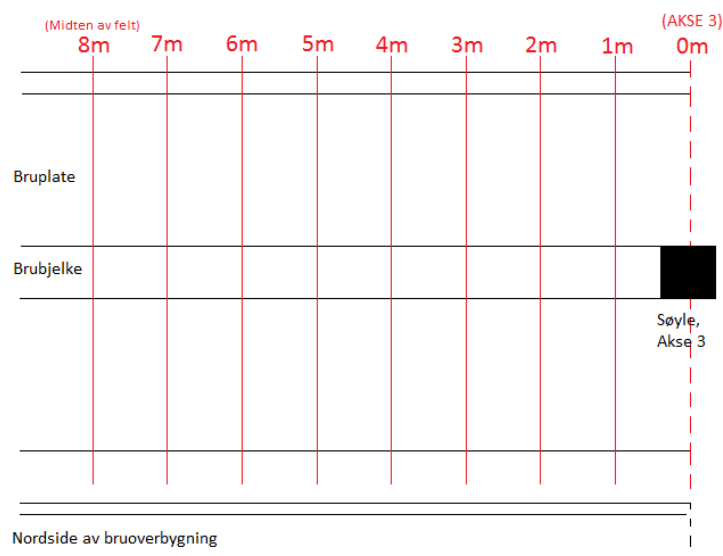 (Midten av felt)
(AKSE 3)
8m 7m 6m 5m 4m 3m 2m 1m 0m
Bruplate
Brubjelke
Søyle,
Akse 3
Nordside av bruoverbygning